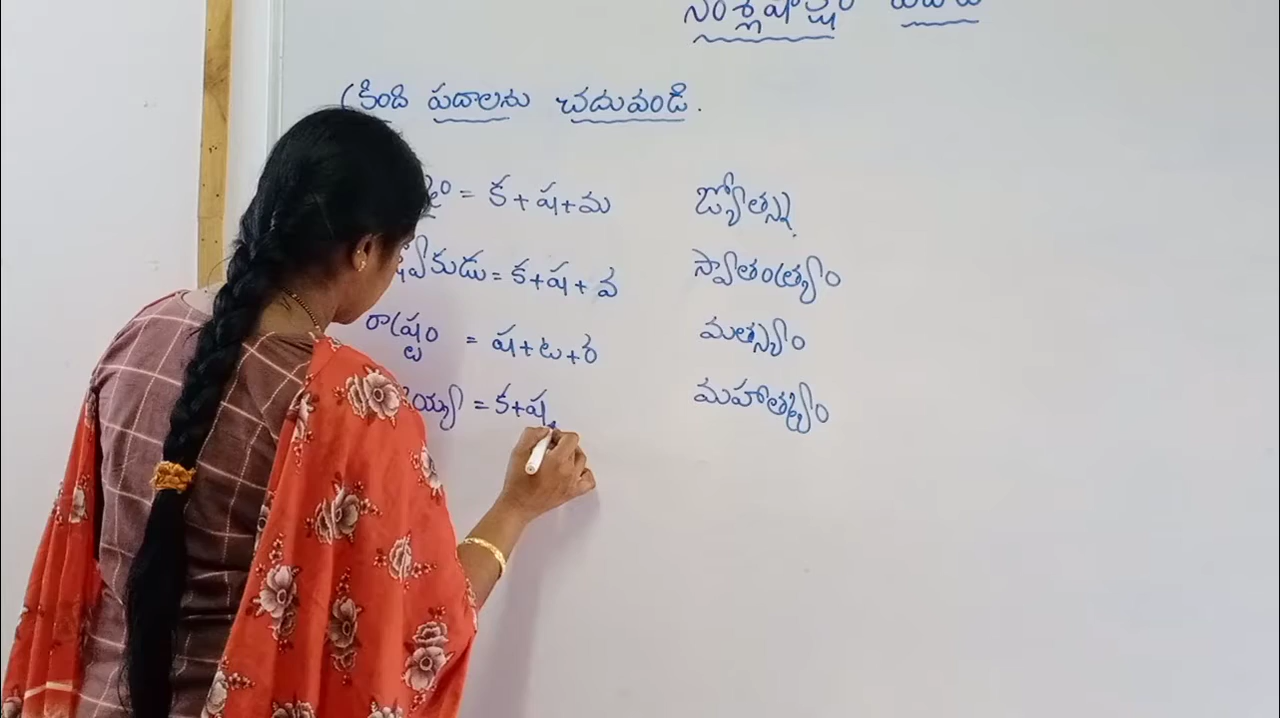 సంశ్లేషాక్షర
క్రింది పదాలను చదువండి.
= క + ష + మ జ్యోత్స్న
= క + ష + వ స్వాతంత్ర్యం
రాష్ట్రం = ష + ట + ర మత్స్యం
= క + ష మహాత్మ్యం